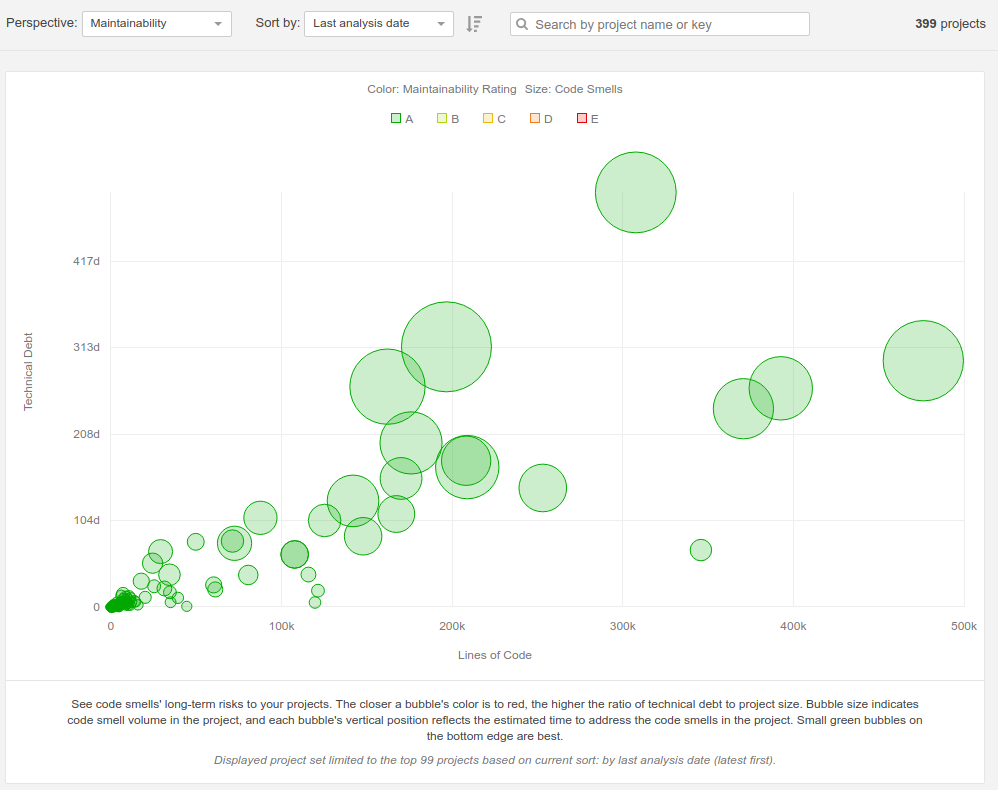 Perspective: Maintainability Sort by: Last analysis date Search by project name or key 399 projects
Color: Maintainability Rating Size: Code Smells
A B C D E
417d
313d
208d
104d
0
Technical Debt
0 100k 200k 300k 400k 500k
Lines of Code
See code smells' long-term risks to your projects. The closer a bubble's color is to red, the higher the ratio of technical debt to project size. Bubble size indicates
code smell volume in the project, and each bubble's vertical position reflects the estimated time to address the code smells in the project. Small green bubbles on
the bottom edge are best.
Displayed project set limited to the top 99 projects based on current sort: by last analysis date (latest first).